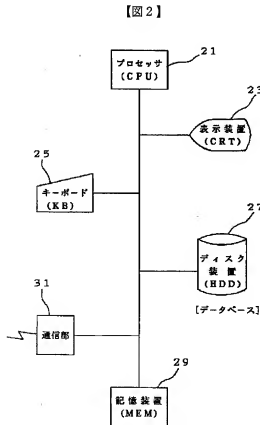 【図2】
21
プロセッサ
(CPU)
23
表示装置
(CRT)
25
キーボード
(KB)
27
ディスク
装置
(HDD)
[データベース]
31
通信部
29
記憶装置
(MEM)